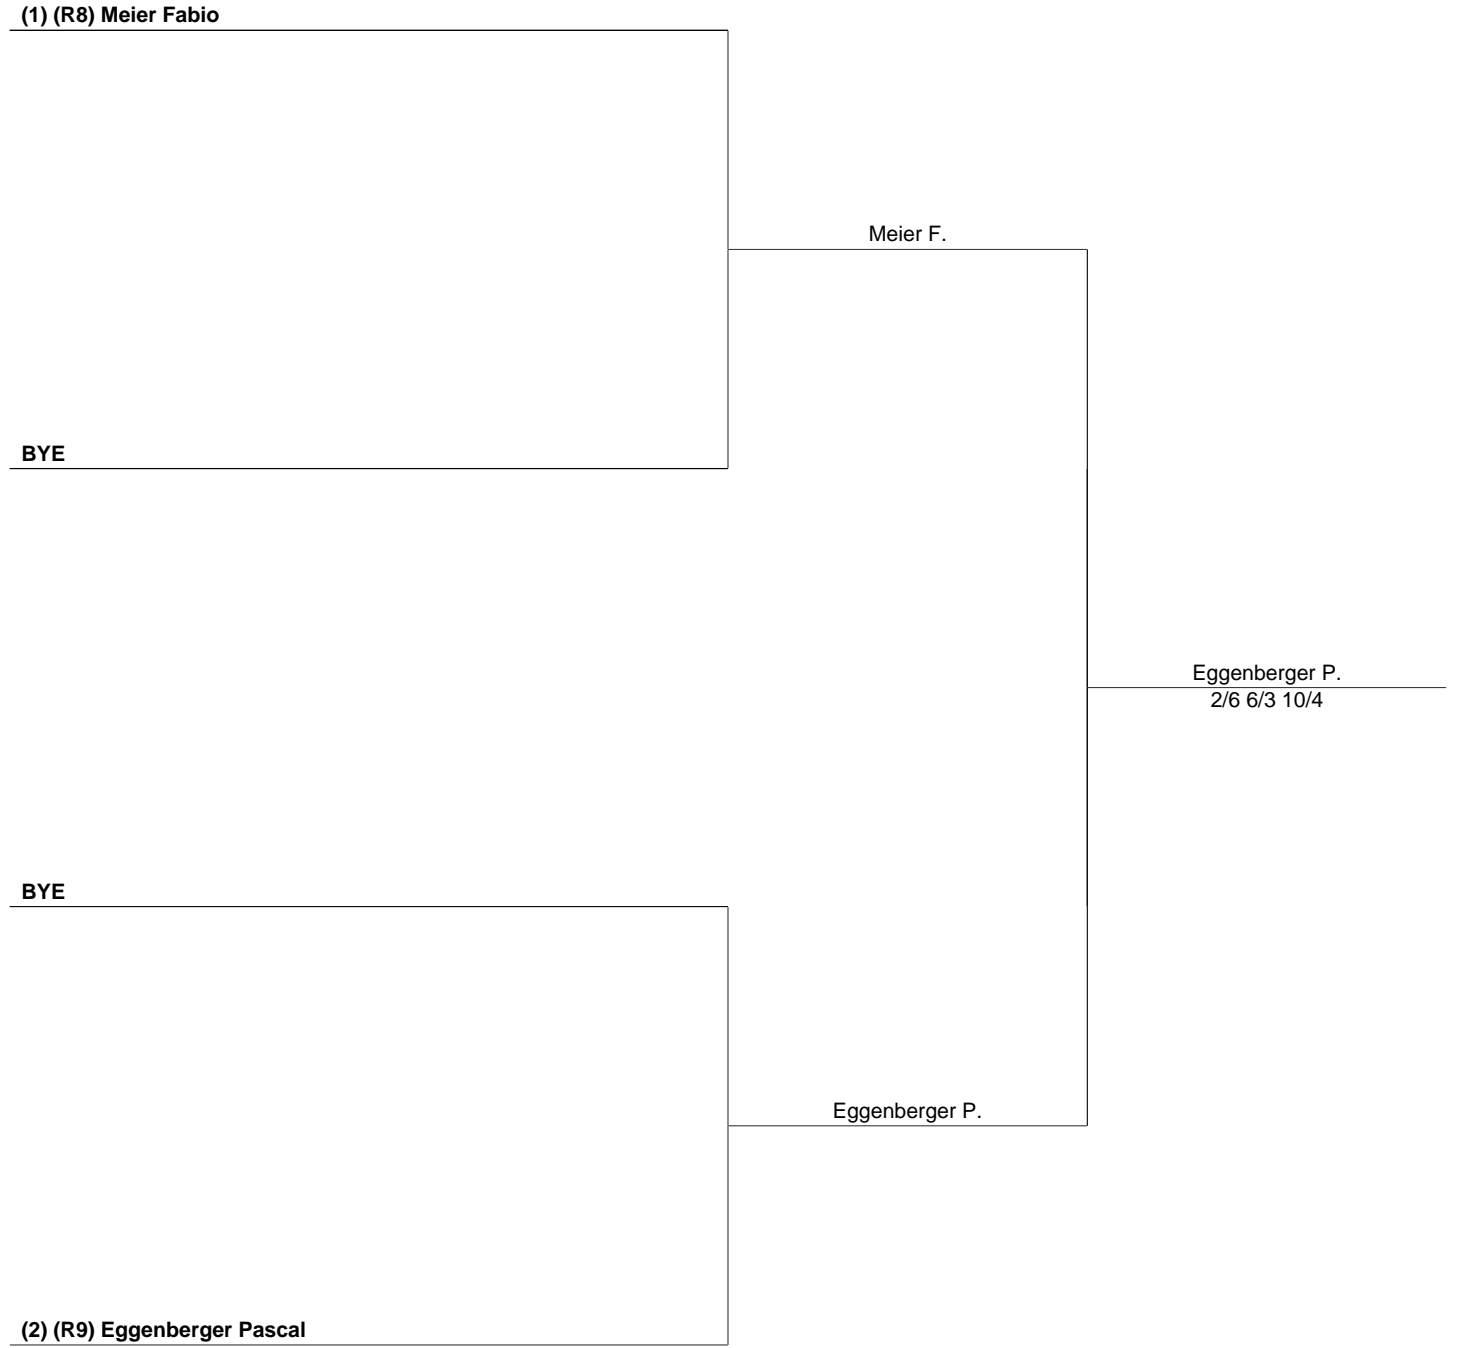 (1) (R8) Meier Fabio
Meier F.
BYE
Eggenberger P.
2/6 6/3 10/4
BYE
Eggenberger P.
(2) (R9) Eggenberger Pascal